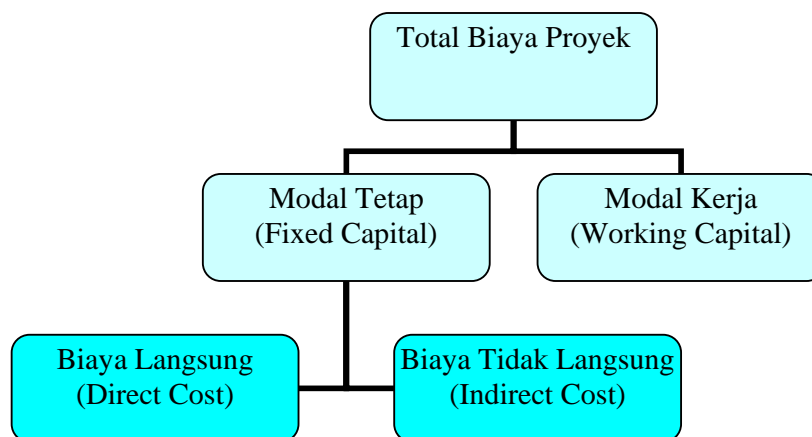 Total Biaya Proyek
Modal Tetap
(Fixed Capital)
Modal Kerja
(Working Capital)
Biaya Langsung
(Direct Cost)
Biaya Tidak Langsung
(Indirect Cost)